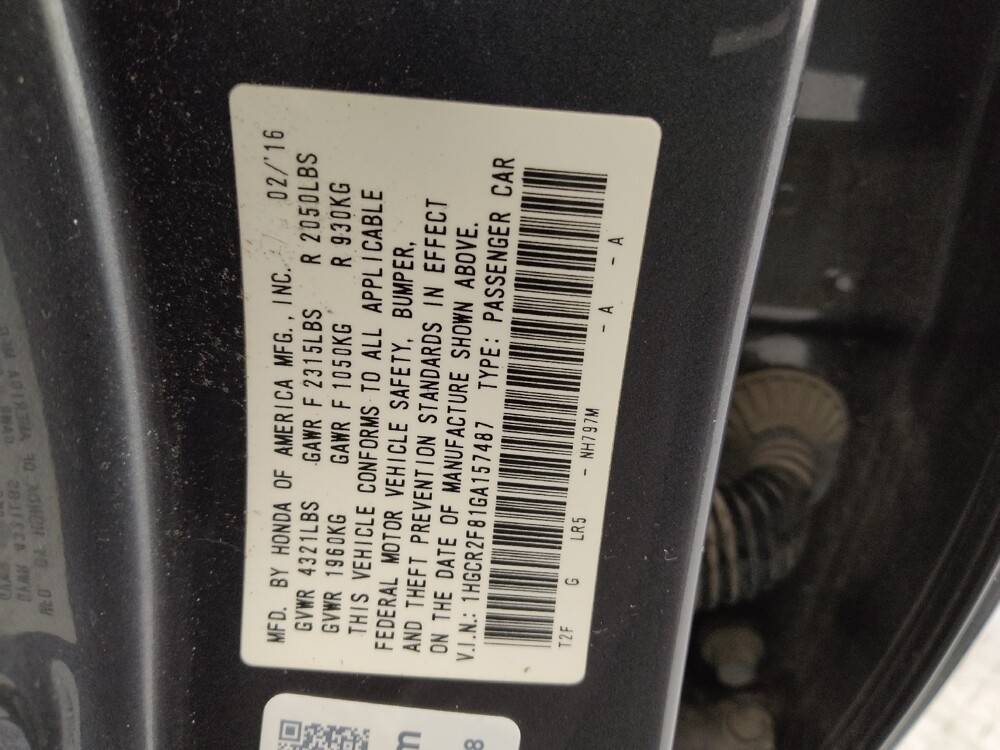 MFD. BY HONDA OF AMERICA MFG., INC. 02/'16
GVWR 4321LBS GAWR F 2315LBS R 2050LBS
GVWR 1960KG GAWR F 1050KG R 930KG
THIS VEHICLE CONFORMS TO ALL APPLICABLE
FEDERAL MOTOR VEHICLE SAFETY, BUMPER,
AND THEFT PREVENTION STANDARDS IN EFFECT
ON THE DATE OF MANUFACTURE SHOWN ABOVE.
V.I.N.: 1HGCR2F81GA157487 TYPE: PASSENGER CAR
T2F G LR5 - NH797M - A - A
m
8